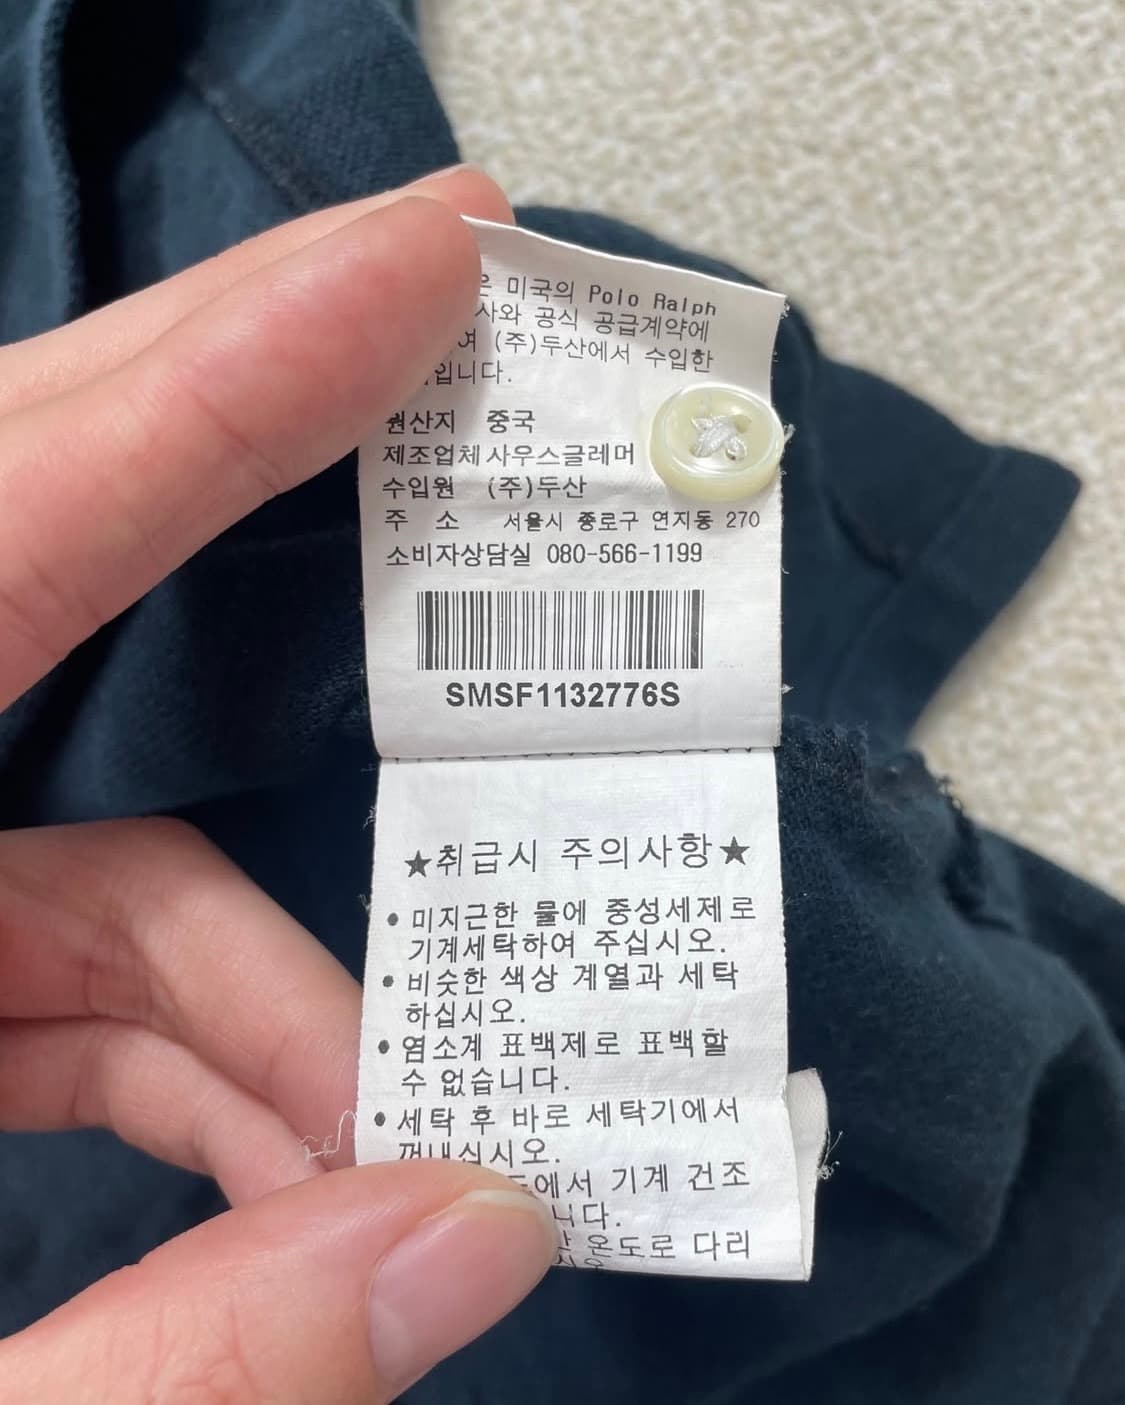 미국의 Polo Ralph
사와 공식 공급계약에
여 (주)두산에서 수입한
입니다.
원산지 중국
제조업체 사우스글레머
수입원 (주)두산
주 소 서울시 종로구 연지동 270
소비자상담실 080-566-1199
SMSF1132776S
★취급시 주의사항★
• 미지근한 물에 중성세제로
기계세탁하여 주십시오.
• 비슷한 색상 계열과 세탁
하십시오.
• 염소계 표백제로 표백할
수 없습니다.
• 세탁 후 바로 세탁기에서
꺼내십시오.
에서 기계 건조
니다.
온도로 다리